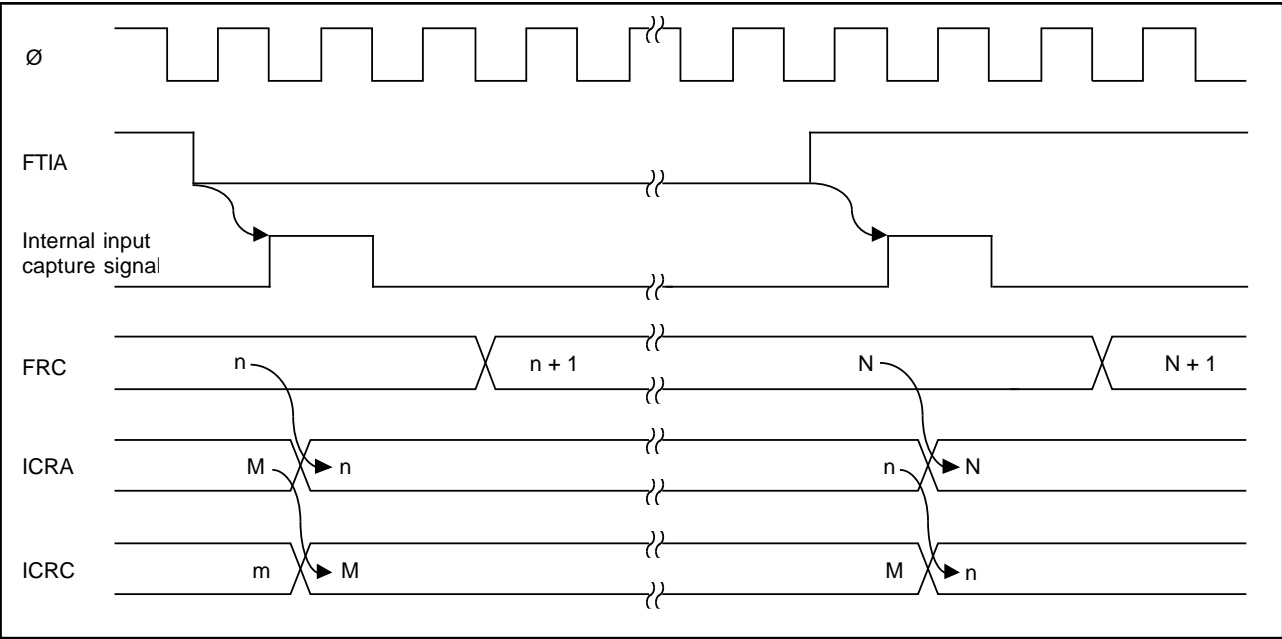 Ø
FTIA
Internal input
capture signal
FRC
n
n + 1
N
N + 1
ICRA
M
n
n
N
ICRC
m
M
M
n